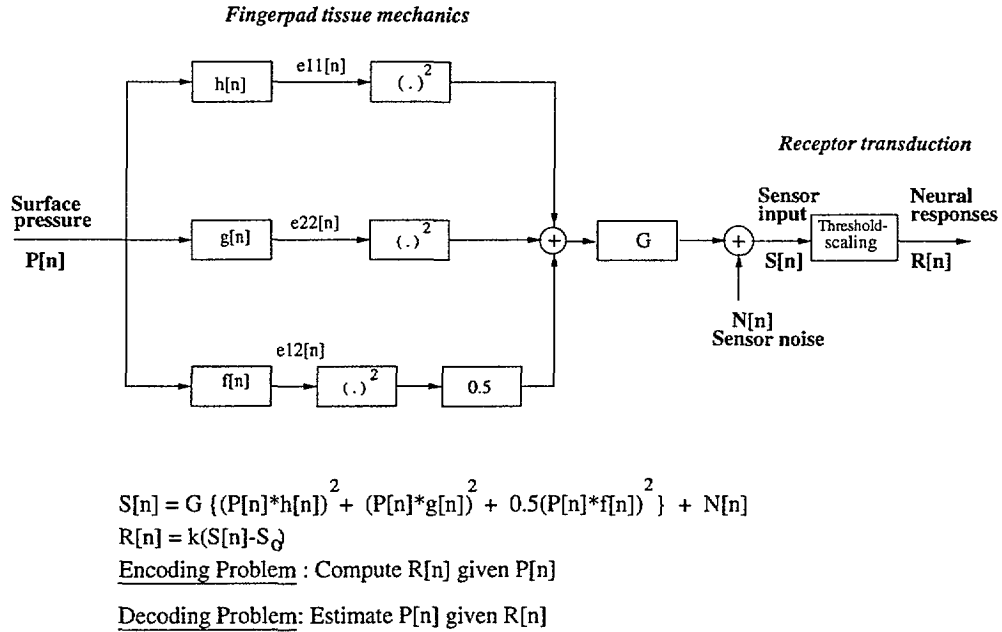 Fingerpad tissue mechanics
h[n]
e11[n]
(.)²
Receptor transduction
Surface
pressure
P[n]
g[n]
e22[n]
(.)²
+
G
+
Sensor
input
S[n]
Threshold-
scaling
Neural
responses
R[n]
N[n]
Sensor noise
f[n]
e12[n]
(.)²
0.5
S[n] = G {(P[n]*h[n])² + (P[n]*g[n])² + 0.5(P[n]*f[n])² } + N[n]
R[n] = k(S[n]-S₀)
Encoding Problem : Compute R[n] given P[n]
Decoding Problem: Estimate P[n] given R[n]